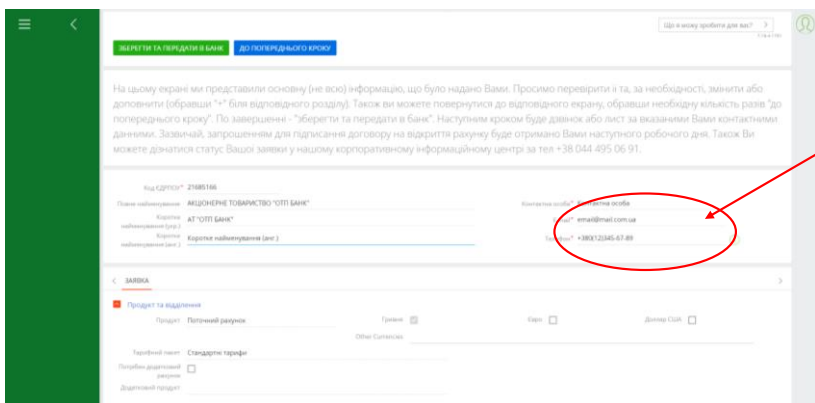 Що я можу зробити для вас?
ЗБЕРЕГТИ ТА ПЕРЕДАТИ В БАНК ДО ПОПЕРЕДНЬОГО КРОКУ
На цьому екрані ми представили основну (не всю) інформацію, що було надано Вами. Просимо перевірити її та, за необхідності, змінити або
доповнити (обравши "+" біля відповідного розділу). Також ви можете повернутися до відповідного екрану, обравши необхідну кількість разів "до
попереднього кроку". По завершенні - "зберегти та передати в банк". Наступним кроком буде дзвінок або лист за вказаними Вами контактними
данними. Зазвичай, запрошенням для підписання договору на відкриття рахунку буде отримано Вами наступного робочого дня. Також Ви
можете дізнатися статус Вашої заявки у нашому корпоративному інформаційному центрі за тел +38 044 495 06 91.
Код ЄДРПОУ* 21685166
Повне найменування АКЦІОНЕРНЕ ТОВАРИСТВО "ОТП БАНК" Контактна особа* Контактна особа
Коротке найменування (укр.) АТ "ОТП БАНК" Email* email@mail.com.ua
Коротке найменування (анг.) Коротке найменування (анг.) Телефон* +380(12)345-67-89
ЗАЯВКА
Продукт та відділення
Продукт Поточний рахунок Гривня Євро Долар США
Other Currencies
Тарифний пакет Стандартні тарифи
Потрібен додатковий рахунок
Додатковий продукт